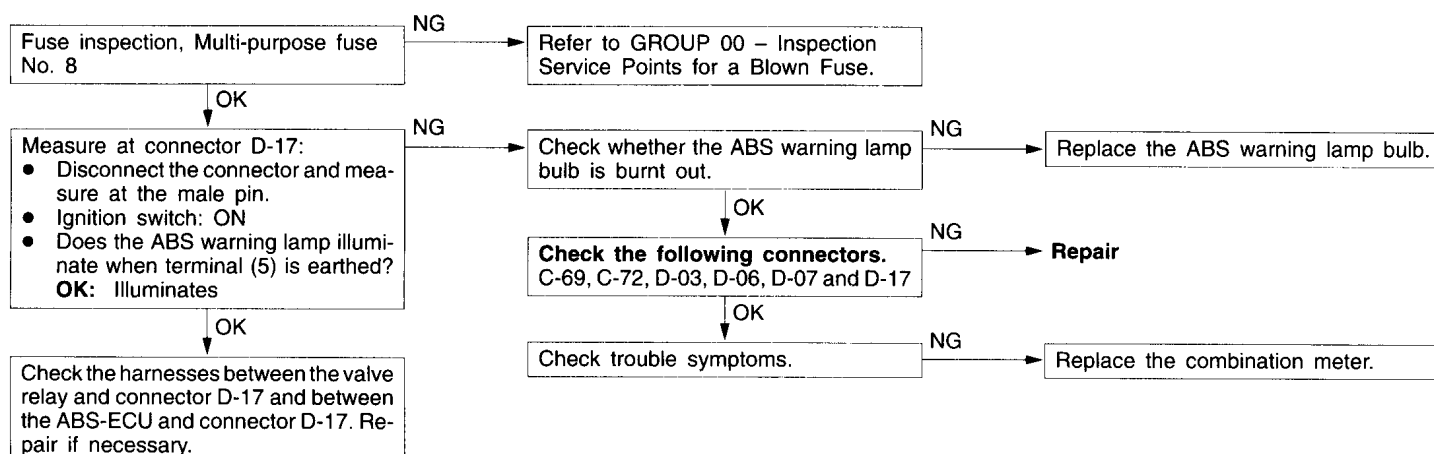 Fuse inspection, Multi-purpose fuse
No. 8
NG
Refer to GROUP 00 – Inspection
Service Points for a Blown Fuse.
OK
Measure at connector D-17:
● Disconnect the connector and mea-
sure at the male pin.
● Ignition switch: ON
● Does the ABS warning lamp illumi-
nate when terminal (5) is earthed?
OK: Illuminates
NG
Check whether the ABS warning lamp
bulb is burnt out.
NG
Replace the ABS warning lamp bulb.
OK
Check the following connectors.
C-69, C-72, D-03, D-06, D-07 and D-17
NG
Repair
OK
Check trouble symptoms.
NG
Replace the combination meter.
OK
Check the harnesses between the valve
relay and connector D-17 and between
the ABS-ECU and connector D-17. Re-
pair if necessary.